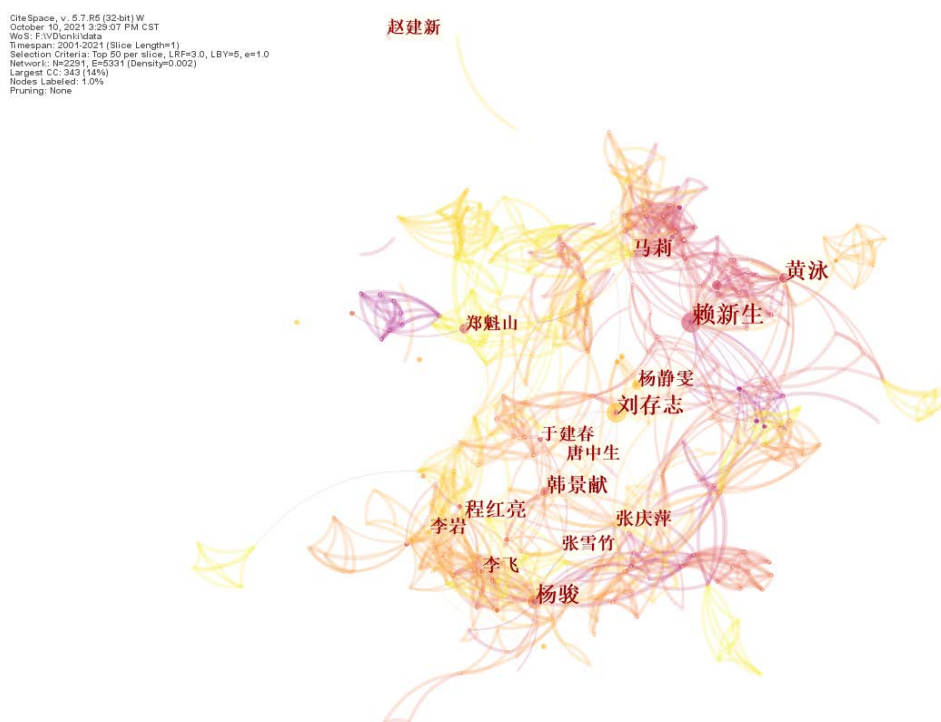 CiteSpace, v. 5.7.R5 (32-bit) W
October 10, 2021 3:29:07 PM CST
WoS: F:\VD\cnki\data
Timespan: 2001-2021 (Slice Length=1)
Selection Criteria: Top 50 per slice, LRF=3.0, LBY=5, e=1.0
Network: N=2291, E=5331 (Density=0.002)
Largest CC: 343 (14%)
Nodes Labeled: 1.0%
Pruning: None
赵建新
马莉
黄泳
赖新生
郑魁山
杨静雯
刘存志
于建春
唐中生
韩景献
程红亮
张庆萍
李岩
张雪竹
李飞
杨骏